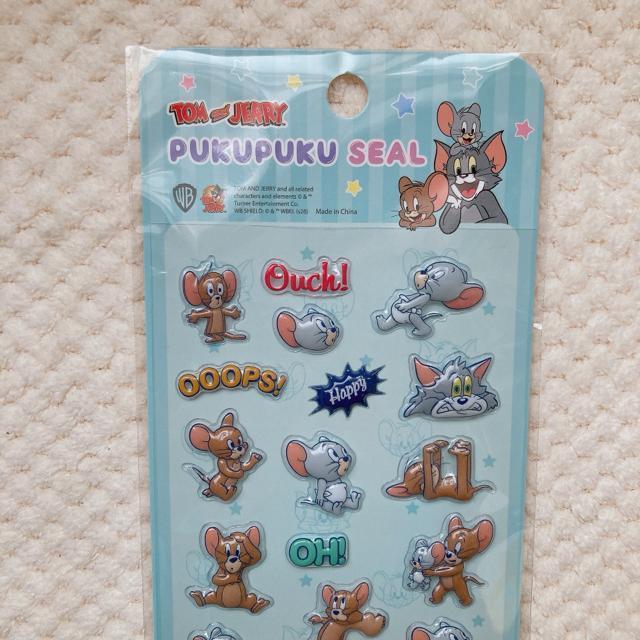 TOM and JERRY
PUKUPUKU SEAL
WB
TOM AND JERRY and all related
characters and elements © & ™
Turner Entertainment Co.
WB SHIELD: © & ™ WBEI. (s20)
Made in China
Ouch!
OOOPS!
Happy
OH!